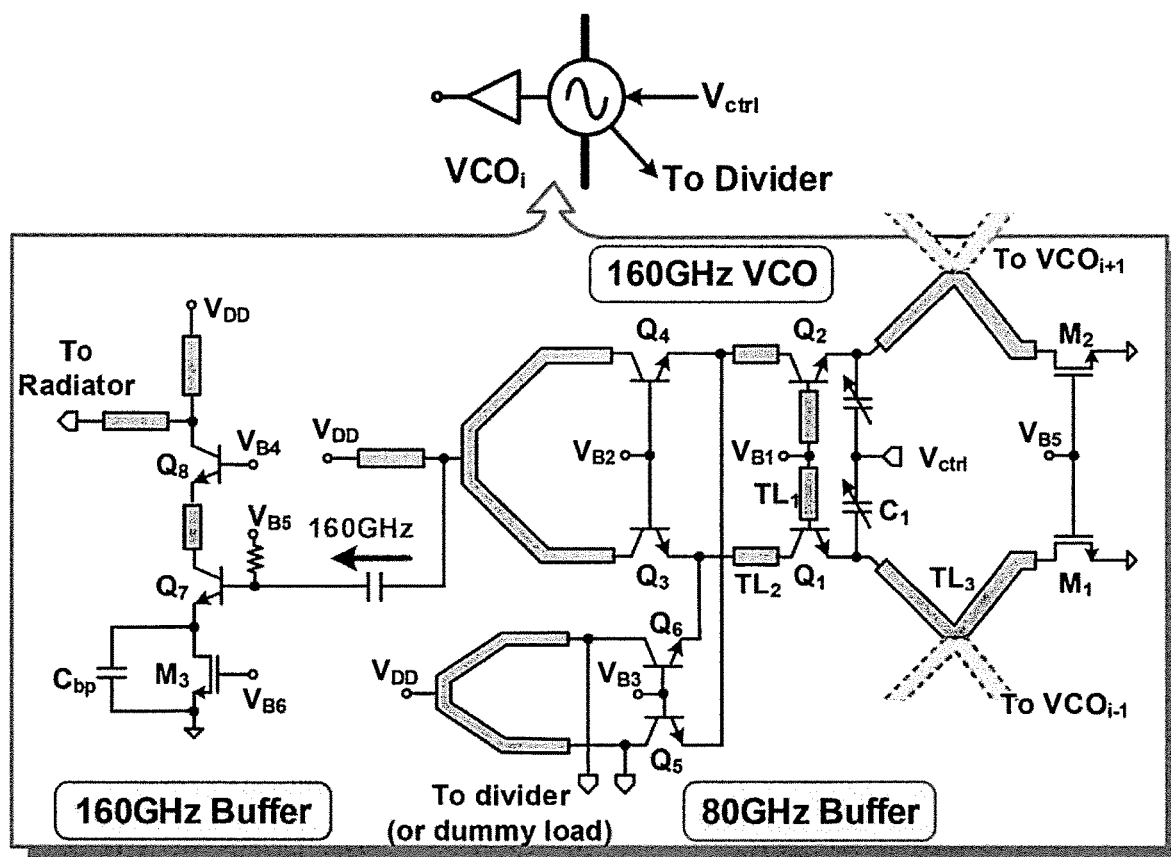 V_ctrl
VCO_i
To Divider
160GHz VCO
To VCO_i+1
V_DD
To
Radiator
Q_4
Q_2
M_2
V_DD
V_B4
Q_8
V_B2
V_B1
V_ctrl
V_B5
V_B5
160GHz
TL_1
C_1
Q_7
Q_3
TL_2
Q_1
TL_3
M_1
Q_6
C_bp
M_3
V_B6
V_DD
V_B3
Q_5
To VCO_i-1
160GHz Buffer
To divider
(or dummy load)
80GHz Buffer